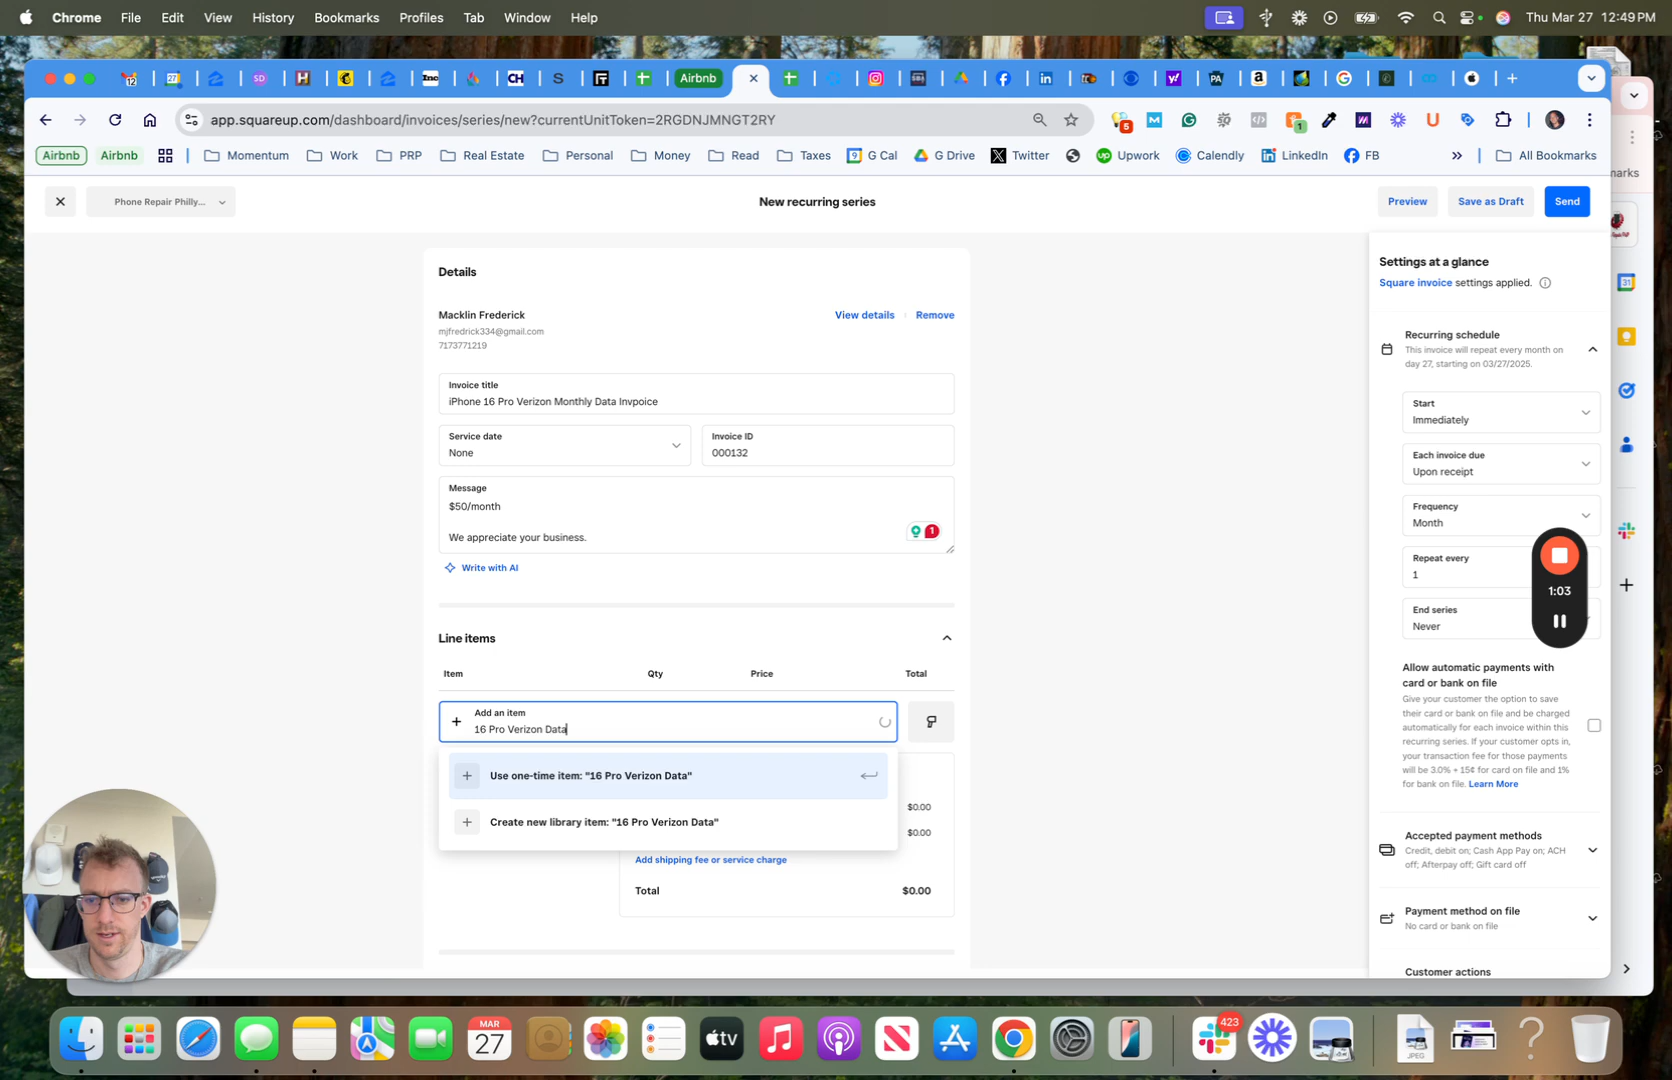 Chrome File Edit View History Bookmarks Profiles Tab Window Help Thu Mar 27 12:49 PM
12 27 SD H Inc CH S Airbnb PA a G
app.squareup.com/dashboard/invoices/series/new?currentUnitToken=2RGDNJMNGT2RY 5 1
Airbnb Airbnb Momentum Work PRP Real Estate Personal Money Read Taxes G Cal G Drive Twitter Upwork Calendly LinkedIn FB » All Bookmarks
Phone Repair Philly...
New recurring series
Preview Save as Draft Send
Details
Macklin Frederick
View details Remove
mjfredrick334@gmail.com
7173771219
Invoice title
iPhone 16 Pro Verizon Monthly Data Invpoice
Service date
None
Invoice ID
000132
Message
$50/month
We appreciate your business.
1
Write with AI
Line items
Item Qty Price Total
Add an item
16 Pro Verizon Data
Use one-time item: "16 Pro Verizon Data"
Create new library item: "16 Pro Verizon Data"
$0.00
$0.00
Add shipping fee or service charge
Total $0.00
Settings at a glance
Square invoice settings applied.
Recurring schedule
This invoice will repeat every month on
day 27, starting on 03/27/2025.
Start
Immediately
Each invoice due
Upon receipt
Frequency
Month
Repeat every
1
End series
Never
1:03
Allow automatic payments with
card or bank on file
Give your customer the option to save
their card or bank on file and be charged
automatically for each invoice within this
recurring series. If your customer opts in,
your transaction fee for those payments
will be 3.0% + 15¢ for card on file and 1%
for bank on file. Learn More
Accepted payment methods
Credit, debit on; Cash App Pay on; ACH
off; Afterpay off; Gift card off
Payment method on file
No card or bank on file
Customer actions
marks
31
MAR
27
tv
423
JPEG